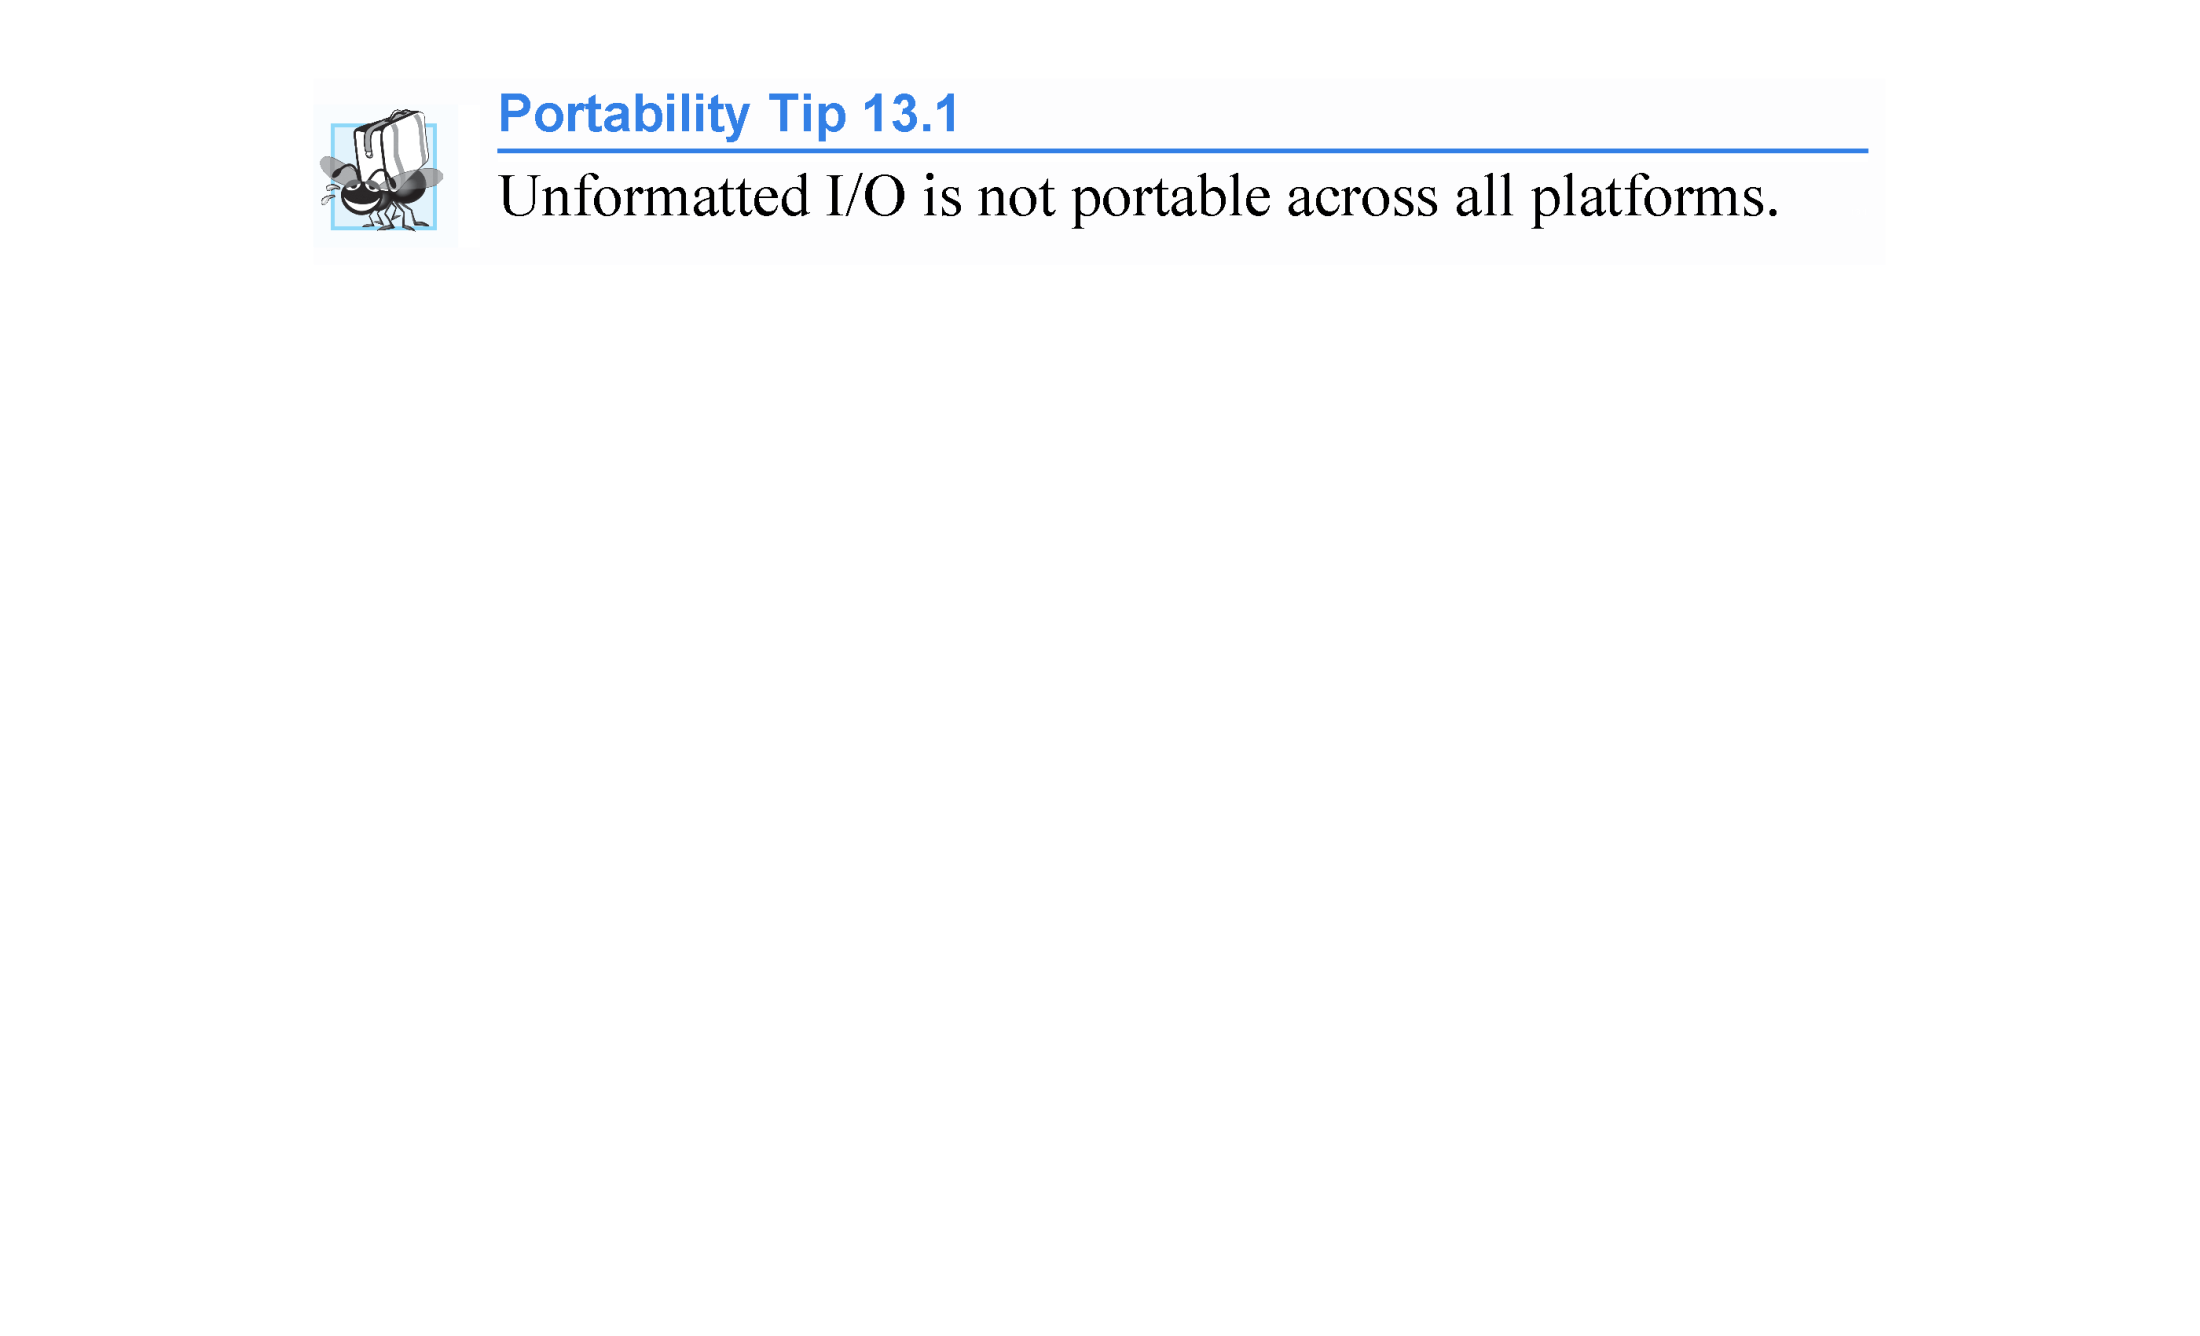 Portability Tip 13.1
Unformatted I/O is not portable across all platforms.